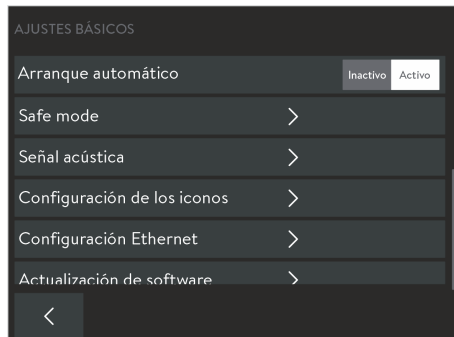 AJUSTES BÁSICOS
Arranque automático Inactivo Activo
Safe mode
Señal acústica
Configuración de los iconos
Configuración Ethernet
Actualización de software